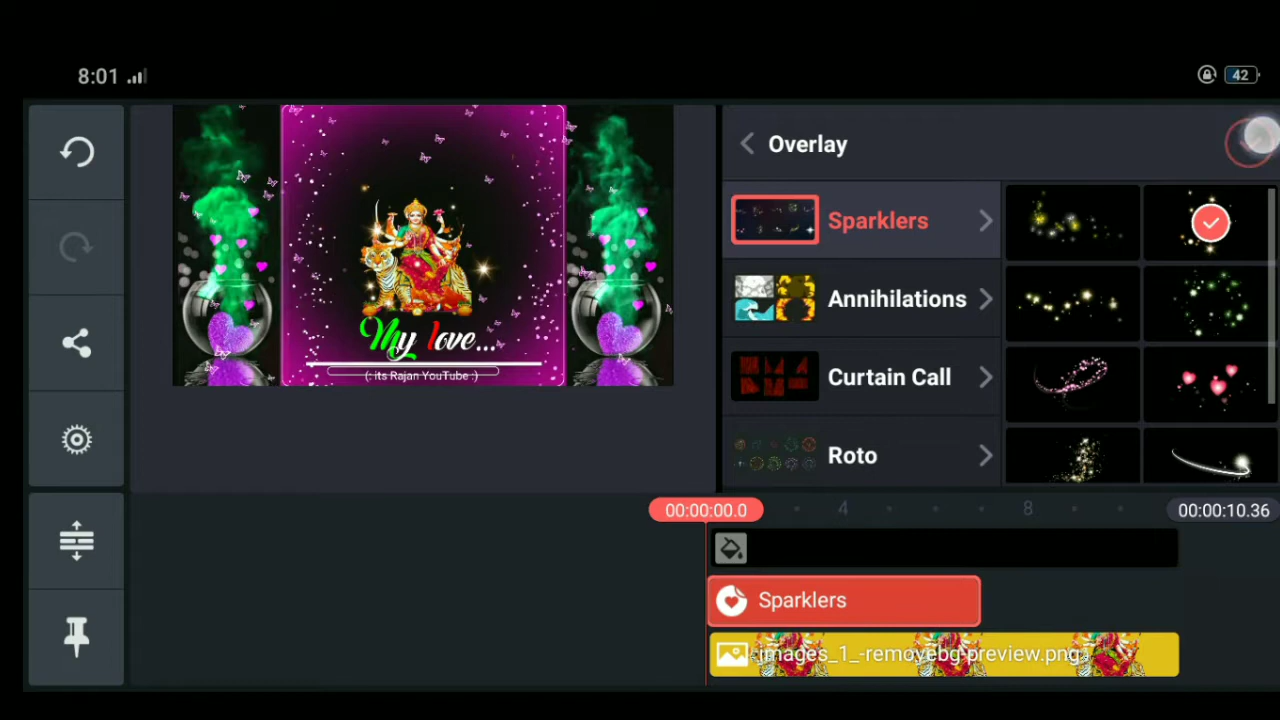 8:01
42
Overlay
Sparklers
Annihilations
Curtain Call
Roto
My love...
(: its Rajan YouTube :)
00:00:00.0
4
8
00:00:10.36
Sparklers
images_1_-removebg-preview.png